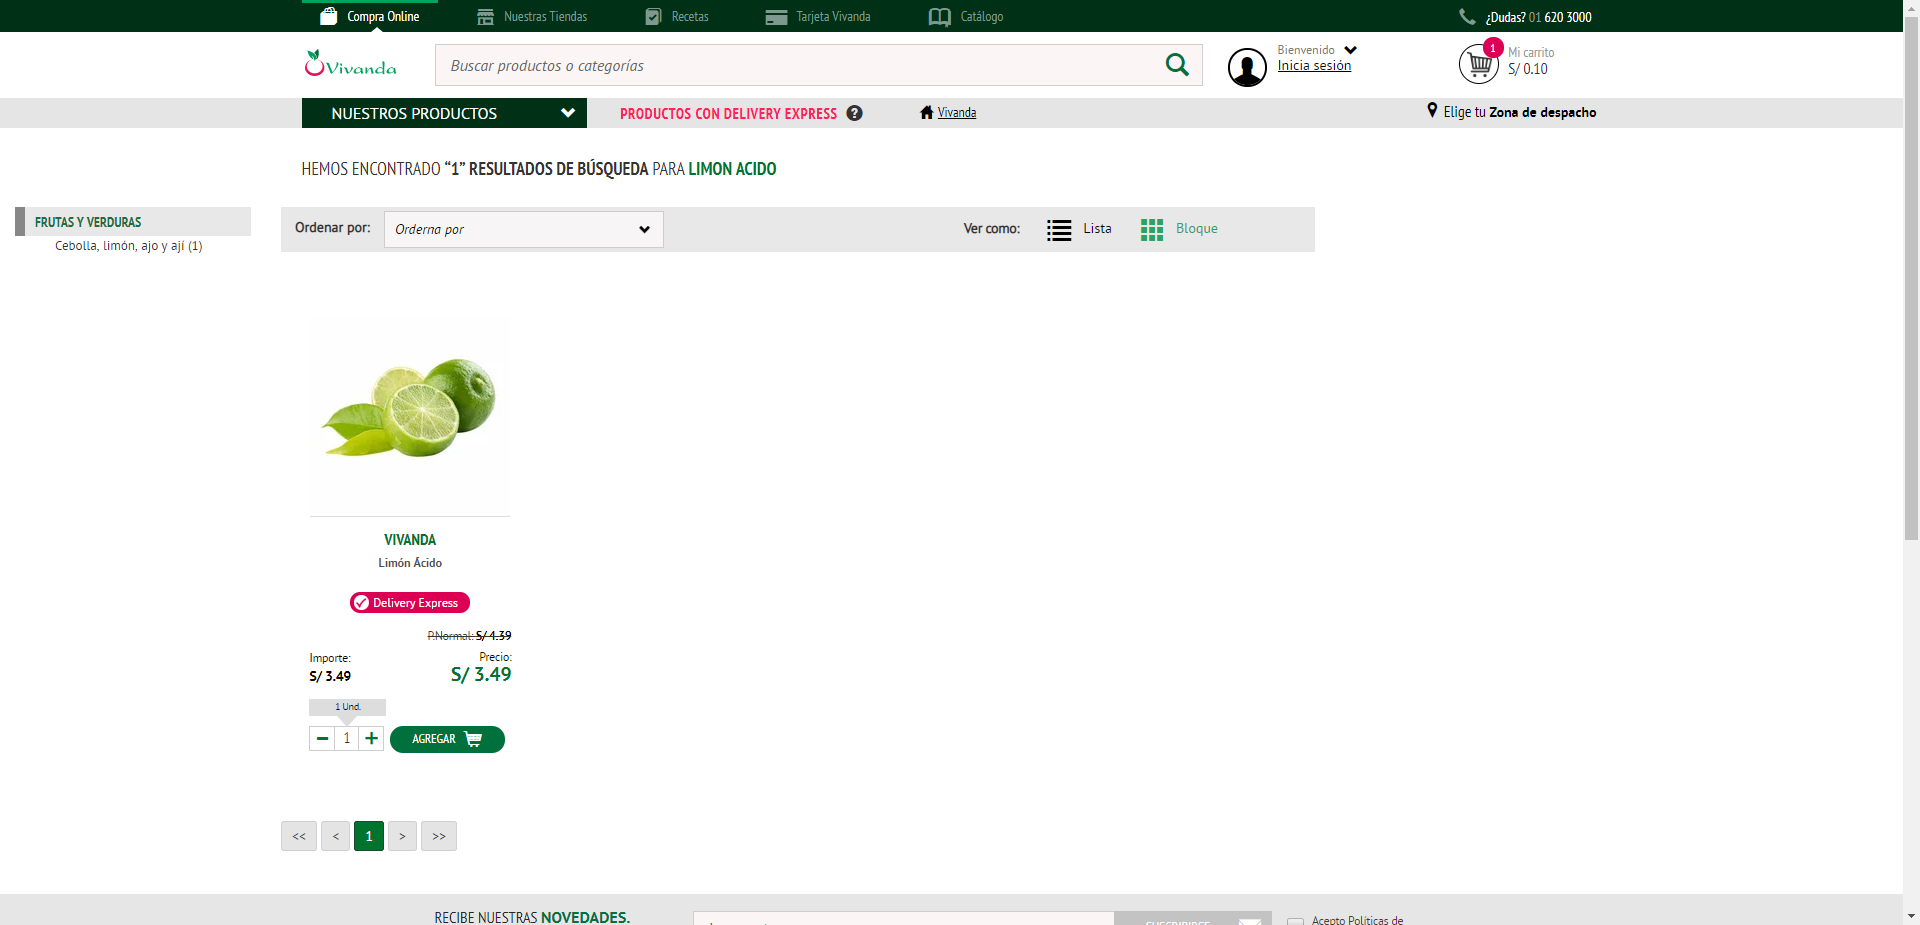 Compra Online
Nuestras Tiendas
Recetas
Tarjeta Vivanda
Catálogo
¿Dudas? 01 620 3000
Vivanda
Buscar productos o categorías
Bienvenido
Inicia sesión
1
Mi carrito
S/ 0.10
NUESTROS PRODUCTOS
PRODUCTOS CON DELIVERY EXPRESS ?
Vivanda
Elige tu Zona de despacho
HEMOS ENCONTRADO “1” RESULTADOS DE BÚSQUEDA PARA LIMON ACIDO
FRUTAS Y VERDURAS
Cebolla, limón, ajo y ají (1)
Ordenar por:
Orderna por
Ver como:
Lista
Bloque
VIVANDA
Limón Ácido
Delivery Express
P.Normal: S/ 4.39
Importe:
Precio:
S/ 3.49
S/ 3.49
1 Und.
1
AGREGAR
<< < 1 > >>
RECIBE NUESTRAS NOVEDADES.
SUSCRIBIRSE
Acepto Políticas de